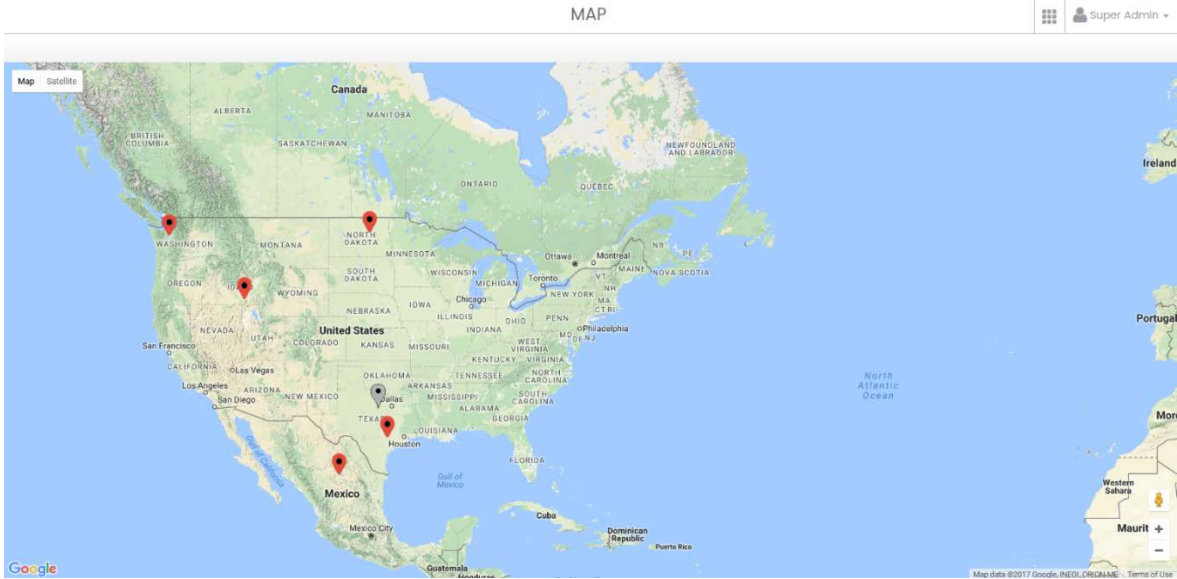 MAP
Super Admin
Map Satellite
Canada
ALBERTA
MANITOBA
BRITISH
COLUMBIA
SASKATCHEWAN
NEWFOUNDLAND
AND LABRADOR
Ireland
ONTARIO
QUEBEC
WASHINGTON
MONTANA
NORTH
DAKOTA
MINNESOTA
Ottawa
Montreal
NB
PE
MAINE
NOVA SCOTIA
OREGON
WYOMING
SOUTH
DAKOTA
WISCONSIN
MICHIGAN
Toronto
VT
NH
NEW YORK
MA
CT RI
NEBRASKA
IOWA
Chicago
ILLINOIS
INDIANA
OHIO
PENN
Philadelphia
MD
DE NJ
Portugal
NEVADA
UTAH
United States
COLORADO
KANSAS
MISSOURI
WEST
VIRGINIA
KENTUCKY
VIRGINIA
San Francisco
CALIFORNIA
Las Vegas
Los Angeles
San Diego
ARIZONA
NEW MEXICO
OKLAHOMA
ARKANSAS
TENNESSEE
NORTH
CAROLINA
Dallas
MISSISSIPPI
SOUTH
CAROLINA
ALABAMA
GEORGIA
TEXAS
LOUISIANA
Houston
North
Atlantic
Ocean
Mor
Gulf of California
FLORIDA
Gulf of
Mexico
Mexico
Western
Sahara
Cuba
Mexico City
Dominican
Republic
Puerto Rico
Maurit
Guatemala
Honduras
Google
Map data ©2017 Google, INEGI, ORION-ME
Terms of Use